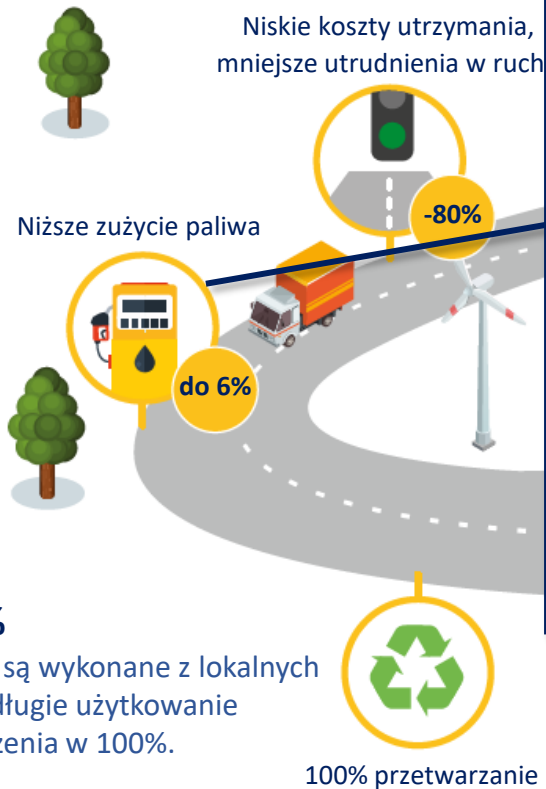 Niskie koszty utrzymania,
mniejsze utrudnienia w ruch
-80%
Niższe zużycie paliwa
do 6%
%
są wykonane z lokalnych
długie użytkowanie
zenia w 100%.
100% przetwarzanie